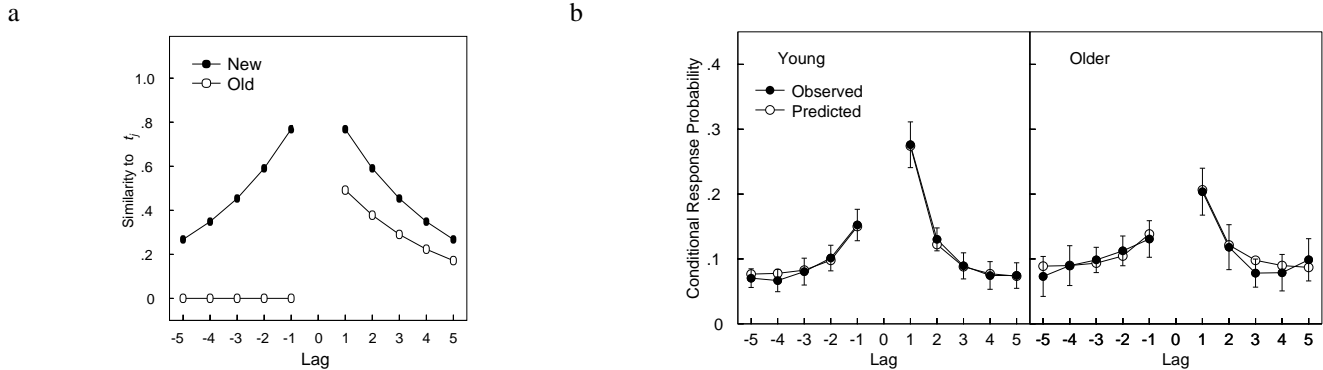 a
New
Old
1.0
.8
.6
.4
.2
0
Similarity to tj
-5 -4 -3 -2 -1 0 1 2 3 4 5
Lag
b
Young
Observed
Predicted
Older
.4
.3
.2
0.1
0
Conditional Response Probability
-5 -4 -3 -2 -1 0 1 2 3 4 5
Lag
-5 -4 -3 -2 -1 0 1 2 3 4 5
Lag